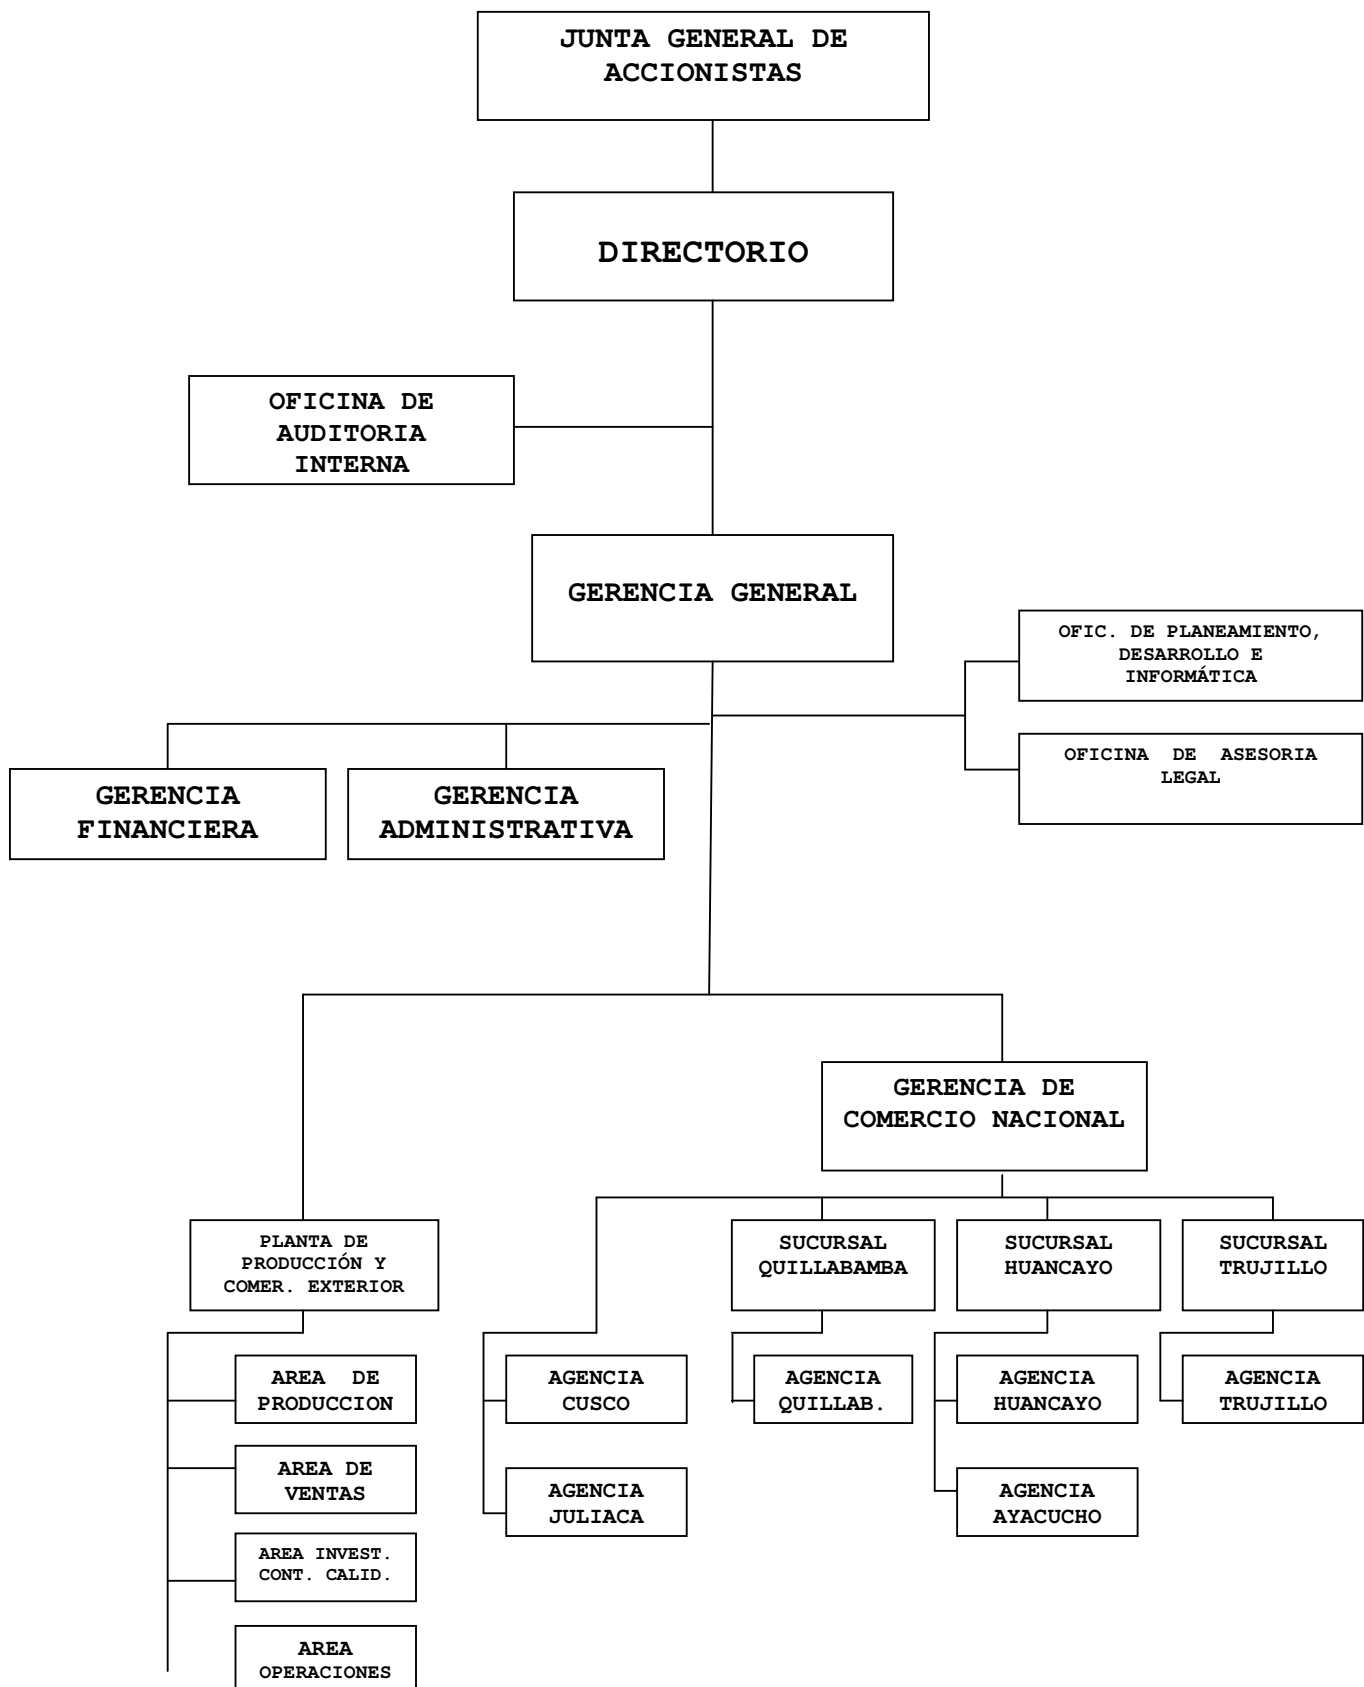 JUNTA GENERAL DE
ACCIONISTAS
DIRECTORIO
OFICINA DE
AUDITORIA
INTERNA
GERENCIA GENERAL
OFIC. DE PLANEAMIENTO,
DESARROLLO E
INFORMÁTICA
OFICINA DE ASESORIA
LEGAL
GERENCIA
FINANCIERA
GERENCIA
ADMINISTRATIVA
GERENCIA DE
COMERCIO NACIONAL
PLANTA DE
PRODUCCIÓN Y
COMER. EXTERIOR
SUCURSAL
QUILLABAMBA
SUCURSAL
HUANCAYO
SUCURSAL
TRUJILLO
AREA DE
PRODUCCION
AGENCIA
CUSCO
AGENCIA
QUILLAB.
AGENCIA
HUANCAYO
AGENCIA
TRUJILLO
AREA DE
VENTAS
AGENCIA
JULIACA
AGENCIA
AYACUCHO
AREA INVEST.
CONT. CALID.
AREA
OPERACIONES